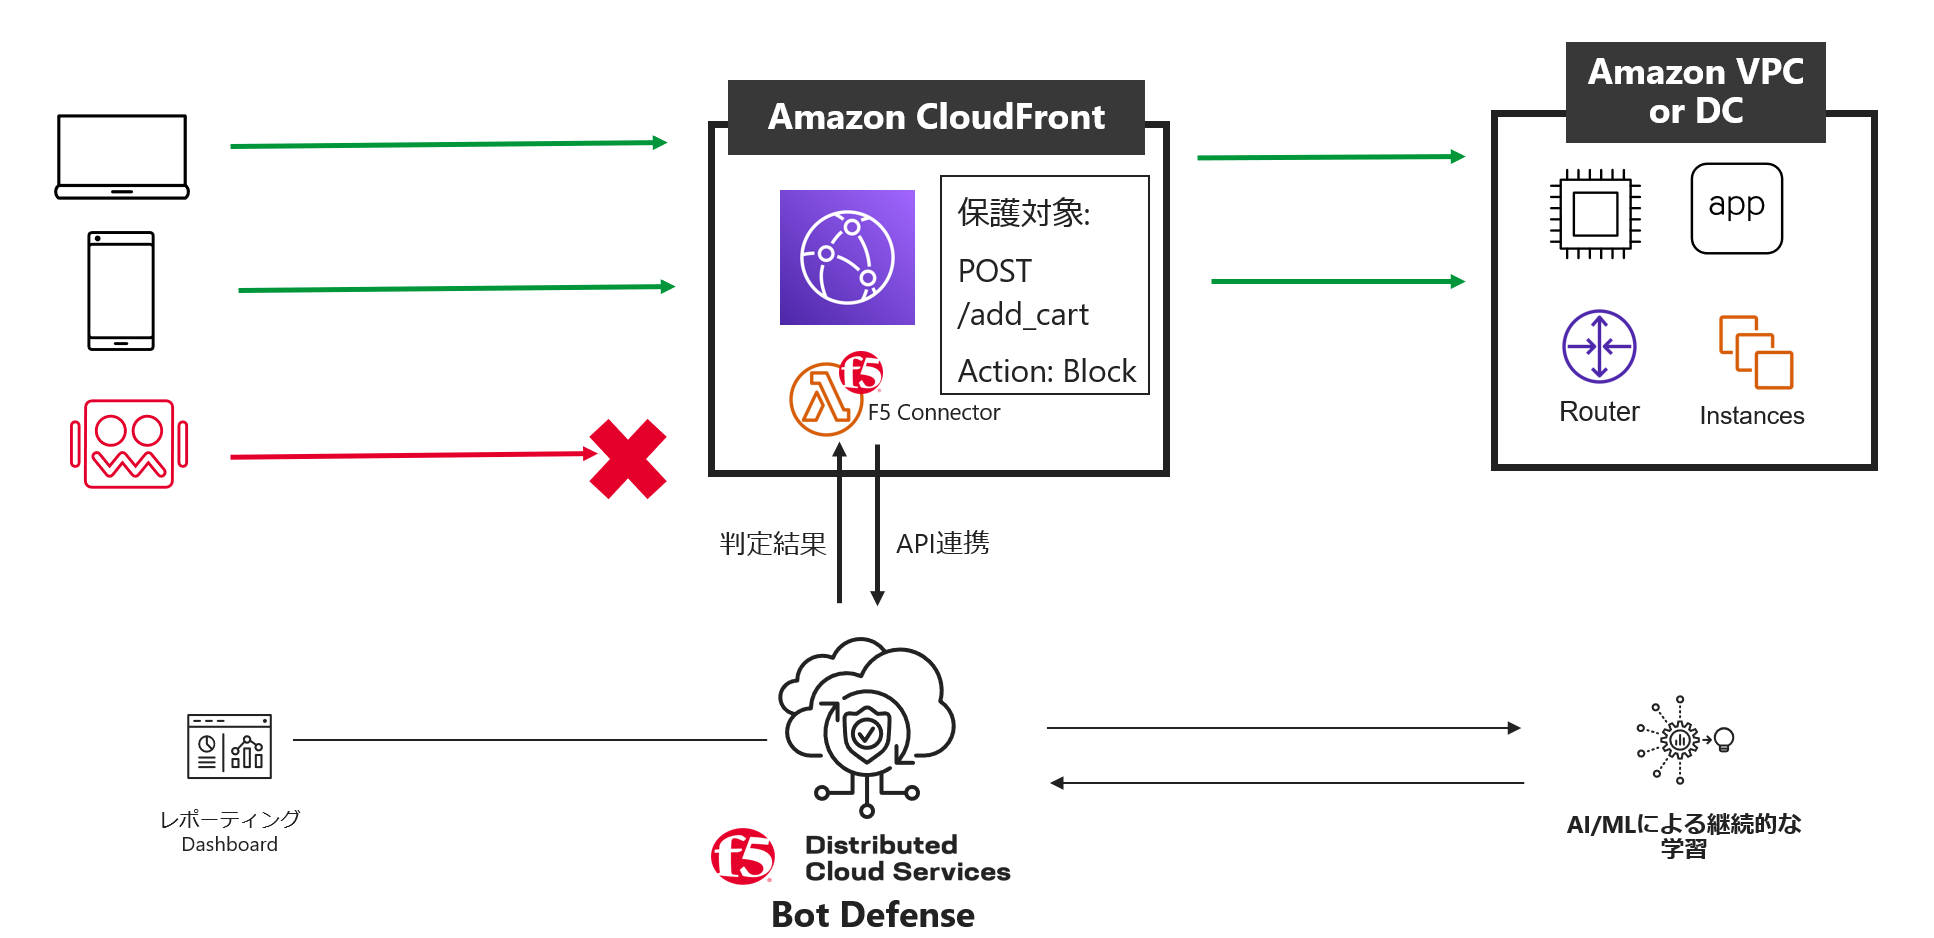 Amazon CloudFront
Amazon VPC
or DC
保護対象:
POST
/add_cart
Action: Block
f5
F5 Connector
app
Router
Instances
判定結果
API連携
レポーティング
Dashboard
f5
Distributed
Cloud Services
Bot Defense
AI/MLによる継続的な
学習